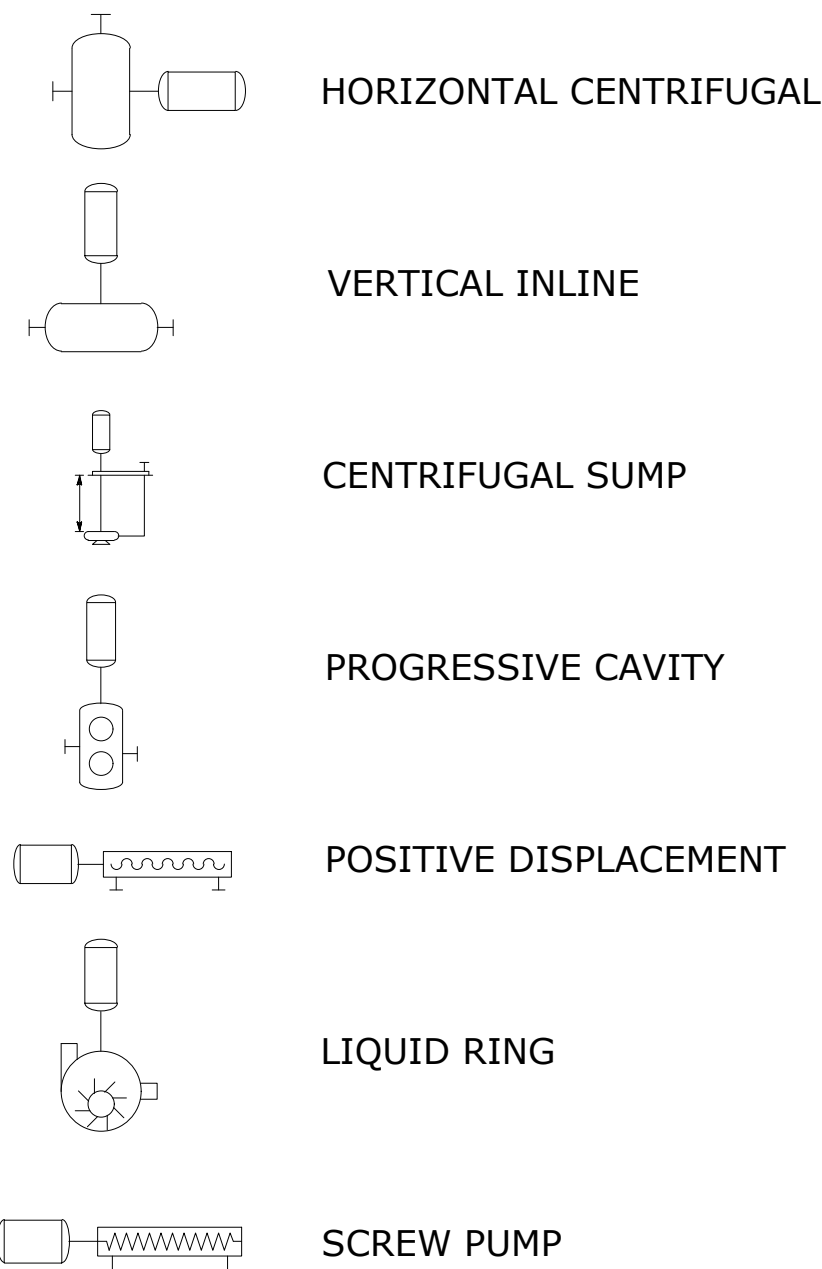 HORIZONTAL CENTRIFUGAL
VERTICAL INLINE
CENTRIFUGAL SUMP
PROGRESSIVE CAVITY
POSITIVE DISPLACEMENT
LIQUID RING
SCREW PUMP